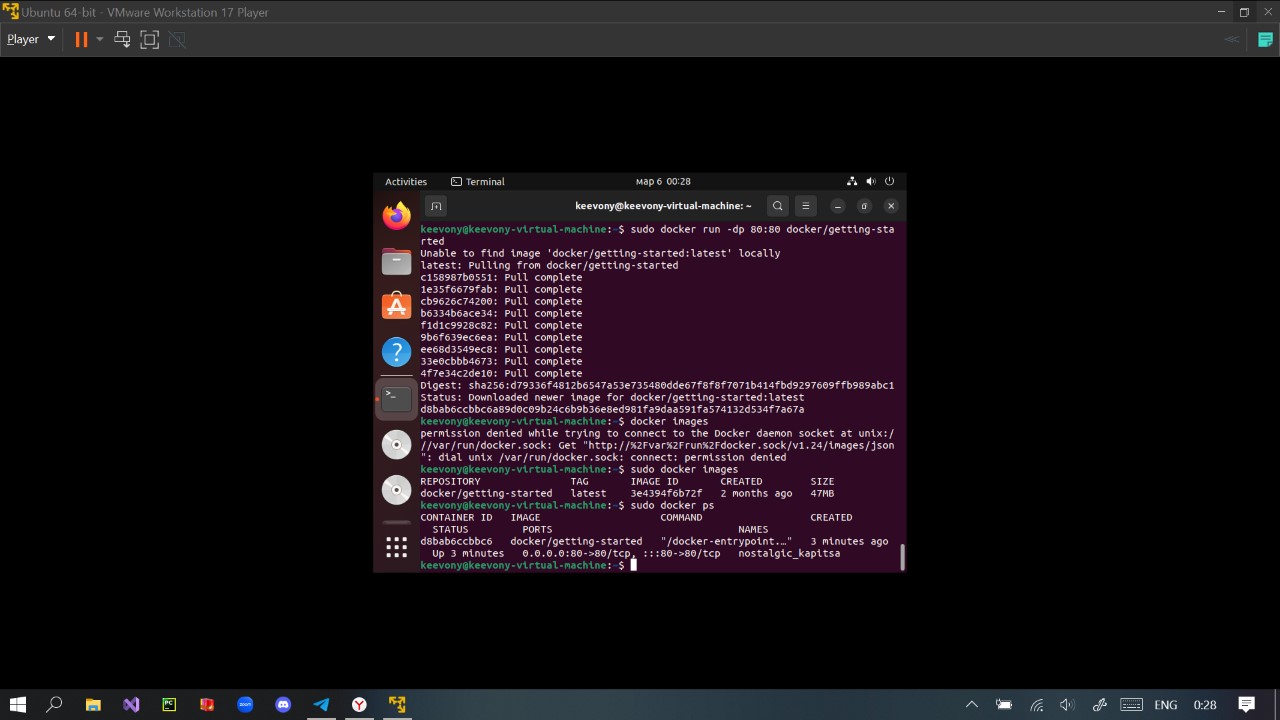 Ubuntu 64-bit - VMware Workstation 17 Player
Player
Activities Terminal мар 6 00:28
keevony@keevony-virtual-machine: ~
keevony@keevony-virtual-machine:~$ sudo docker run -dp 80:80 docker/getting-sta
rted
Unable to find image 'docker/getting-started:latest' locally
latest: Pulling from docker/getting-started
c158987b0551: Pull complete
1e35f6679fab: Pull complete
cb9626c74200: Pull complete
b6334b6ace34: Pull complete
f1d1c9928c82: Pull complete
9b6f639ec6ea: Pull complete
ee68d3549ec8: Pull complete
33e0cbbb4673: Pull complete
4f7e34c2de10: Pull complete
Digest: sha256:d79336f4812b6547a53e735480dde67f8f8f7071b414fbd9297609ffb989abc1
Status: Downloaded newer image for docker/getting-started:latest
d8bab6ccbbc6a89d0c09b24c6b9b36e8ed981fa9daa591fa574132d534f7a67a
keevony@keevony-virtual-machine:~$ docker images
permission denied while trying to connect to the Docker daemon socket at unix:/
//var/run/docker.sock: Get "http://%2Fvar%2Frun%2Fdocker.sock/v1.24/images/json
": dial unix /var/run/docker.sock: connect: permission denied
keevony@keevony-virtual-machine:~$ sudo docker images
REPOSITORY TAG IMAGE ID CREATED SIZE
docker/getting-started latest 3e4394f6b72f 2 months ago 47MB
keevony@keevony-virtual-machine:~$ sudo docker ps
CONTAINER ID IMAGE COMMAND CREATED
STATUS PORTS NAMES
d8bab6ccbbc6 docker/getting-started "/docker-entrypoint.…" 3 minutes ago
Up 3 minutes 0.0.0.0:80->80/tcp, :::80->80/tcp nostalgic_kapitsa
keevony@keevony-virtual-machine:~$
ENG 0:28